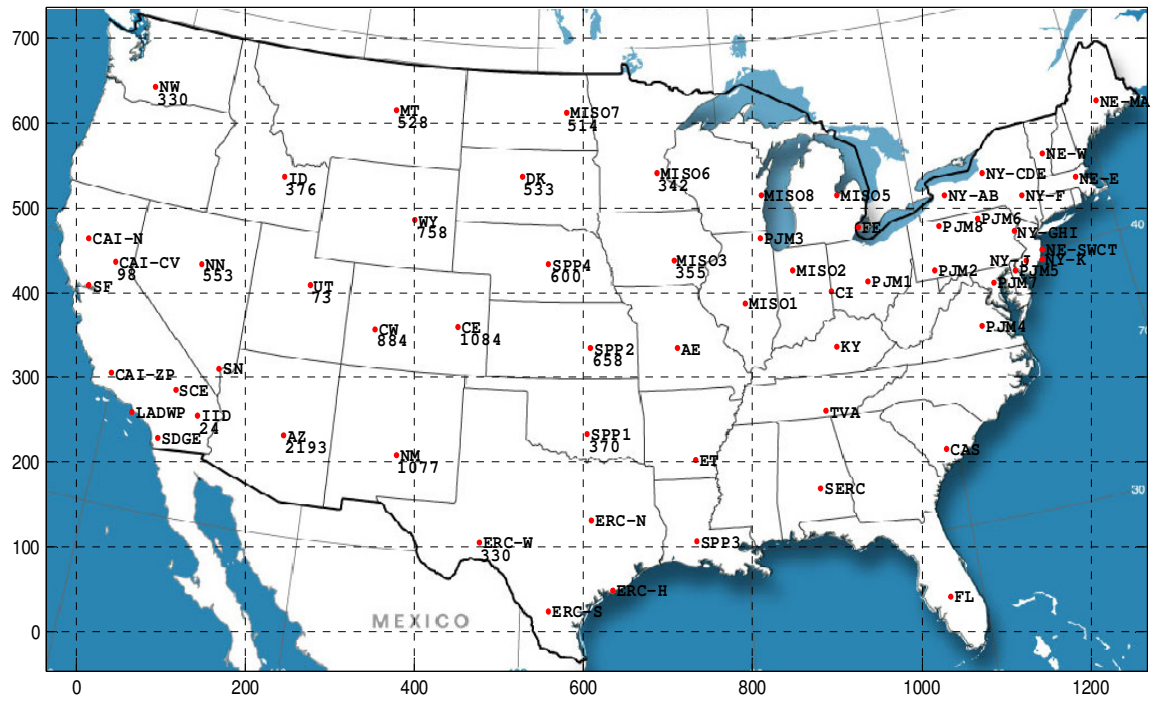 700
600
500
400
300
200
100
0
0
200
400
600
800
1000
1200
NW
330
MT
528
MISO7
514
NE-MA
ID
376
DK
533
MISO6
342
MISO8
MISO5
NY-CDE
NE-W
NE-E
NY-AB
NY-F
WY
758
FE
PJM8
PJM6
NY-GHI
40
CAI-N
CAI-CV
98
NN
553
SF
UT
73
SPP4
600
MISO3
355
PJM3
MISO2
MISO1
CI
PJM1
PJM2
NY-J
NE-SWCT
NY-K
PJM5
PJM7
PJM4
70
CW
884
CE
1084
SPP2
658
AE
KY
CAI-ZP
SN
SCE
LADWP
IID
24
SDGE
AZ
2193
NM
1077
SPP1
370
ET
TVA
CAS
SERC
30
ERC-W
330
ERC-N
SPP3
ERC-S
ERC-H
FL
MEXICO